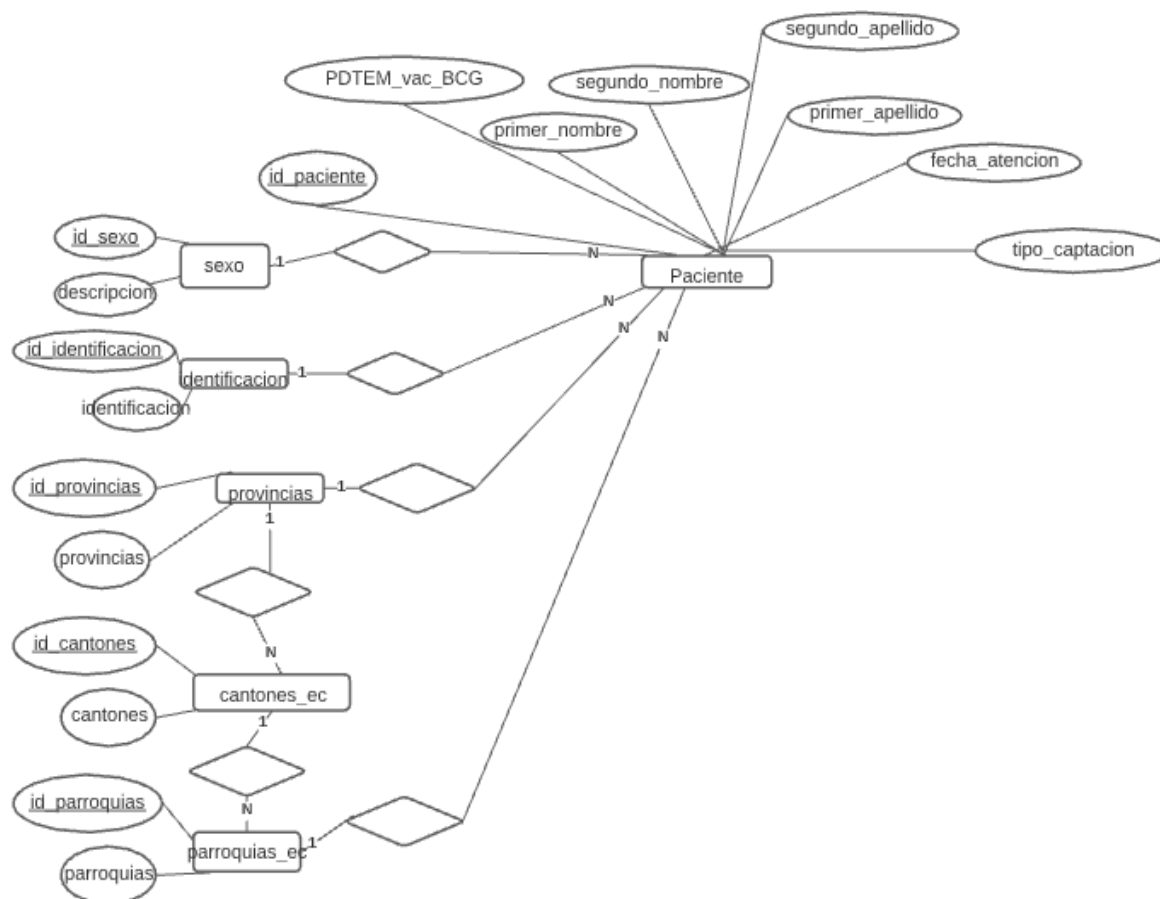 segundo_apellido
PDTEM_vac_BCG
segundo_nombre
primer_nombre
primer_apellido
fecha_atencion
id_paciente
tipo_captacion
id_sexo
sexo
1
N
Paciente
descripcion
N
id_identificacion
N
N
identificacion
1
identificacion
id_provincias
provincias
1
1
provincias
id_cantones
N
cantones_ec
cantones
1
id_parroquias
N
parroquias_ec
1
parroquias